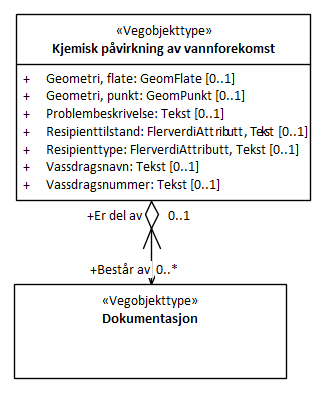 «Vegobjekttype»
Kjemisk påvirkning av vannforekomst
+ Geometri, flate: GeomFlate [0..1]
+ Geometri, punkt: GeomPunkt [0..1]
+ Problembeskrivelse: Tekst [0..1]
+ Resipienttilstand: FlerverdiAttributt, Tekst [0..1]
+ Resipienttype: FlerverdiAttributt, Tekst [0..1]
+ Vassdragsnavn: Tekst [0..1]
+ Vassdragsnummer: Tekst [0..1]
+Er del av 0..1
+Består av 0..*
«Vegobjekttype»
Dokumentasjon